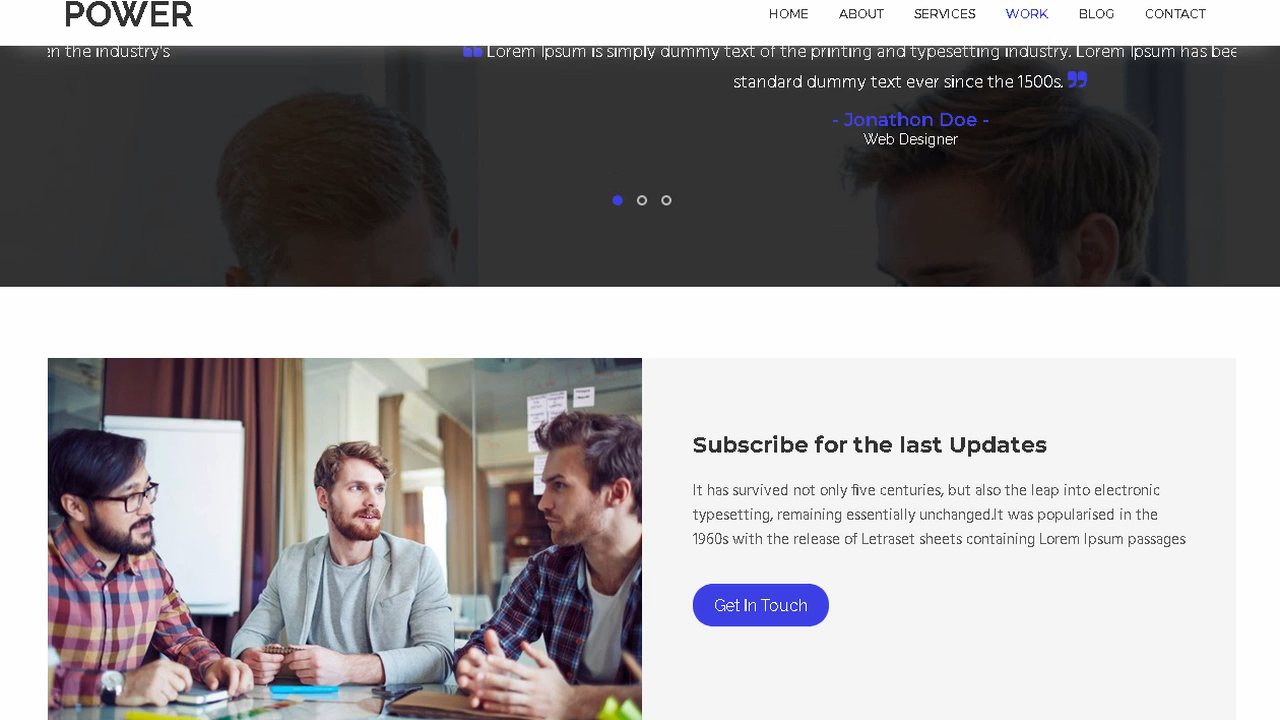 POWER
HOME ABOUT SERVICES WORK BLOG CONTACT
en the industry's
Lorem Ipsum is simply dummy text of the printing and typesetting industry. Lorem Ipsum has bee
standard dummy text ever since the 1500s.
- Jonathon Doe -
Web Designer
Subscribe for the last Updates
It has survived not only five centuries, but also the leap into electronic
typesetting, remaining essentially unchanged.It was popularised in the
1960s with the release of Letraset sheets containing Lorem Ipsum passages
Get In Touch